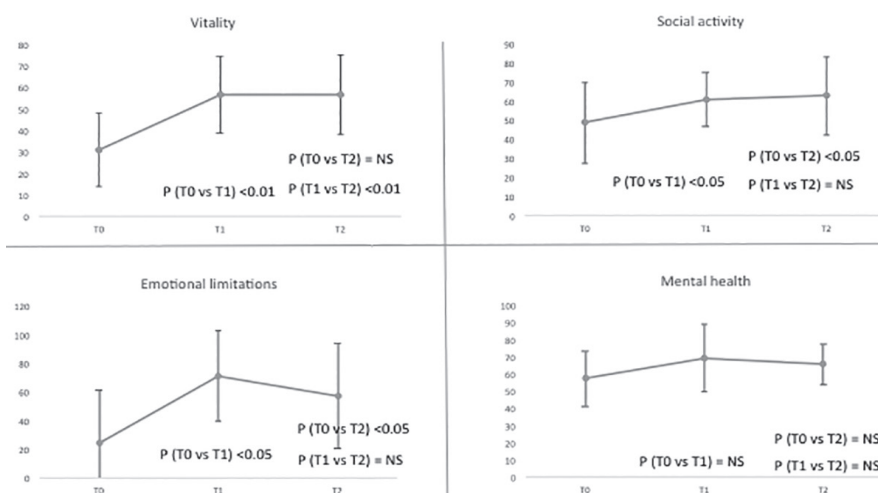 Vitality
80
70
60
50
40
30
20
10
0
P (T0 vs T2) = NS
P (T0 vs T1) <0.01
P (T1 vs T2) <0.01
T0 T1 T2
Social activity
90
80
70
60
50
40
30
20
10
0
P (T0 vs T2) <0.05
P (T0 vs T1) <0.05
P (T1 vs T2) = NS
T0 T1 T2
Emotional limitations
120
100
80
60
40
20
0
P (T0 vs T2) <0.05
P (T0 vs T1) <0.05
P (T1 vs T2) = NS
T0 T1 T2
Mental health
100
90
80
70
60
50
40
30
20
10
0
P (T0 vs T2) = NS
P (T0 vs T1) = NS
P (T1 vs T2) = NS
T0 T1 T2